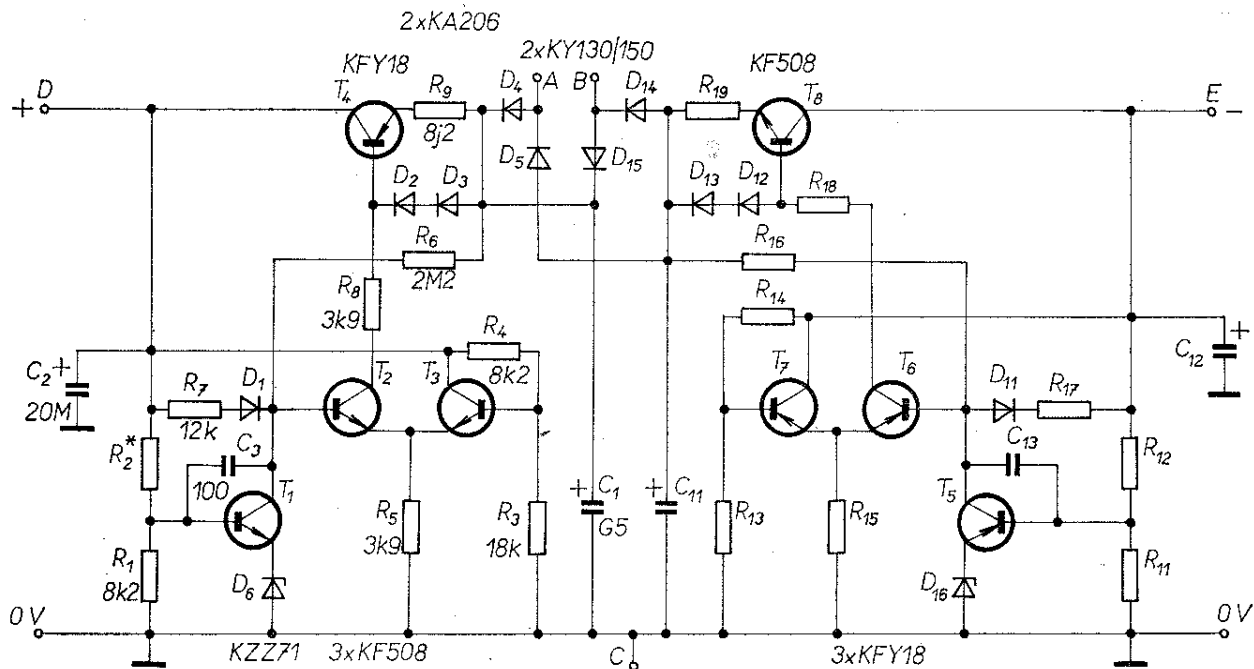 2xKA206
2xKY130/150
KFY18
KF508
+ D
T4
R9
8j2
D4
A
B
D14
R19
T8
E -
D5
D15
D2
D3
D13
D12
R18
R6
2M2
R16
R8
3k9
R14
R4
8k2
C2 +
20M
R7
12k
D1
T2
T3
T7
T6
D11
R17
C12 +
R2*
C3
100
T1
C13
T5
R12
R5
3k9
R3
18k
+ C1
G5
+ C11
R13
R15
R1
8k2
D6
D16
R11
0V
0V
KZZ71
3xKF508
C
3xKFY18